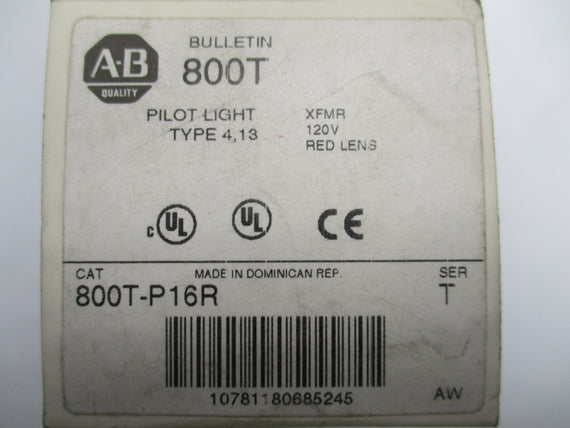 A-B
QUALITY
BULLETIN
800T
PILOT LIGHT
TYPE 4,13
XFMR
120V
RED LENS
c UL
UL
CE
CAT
MADE IN DOMINICAN REP.
SER
800T-P16R
T
10781180685245
AW